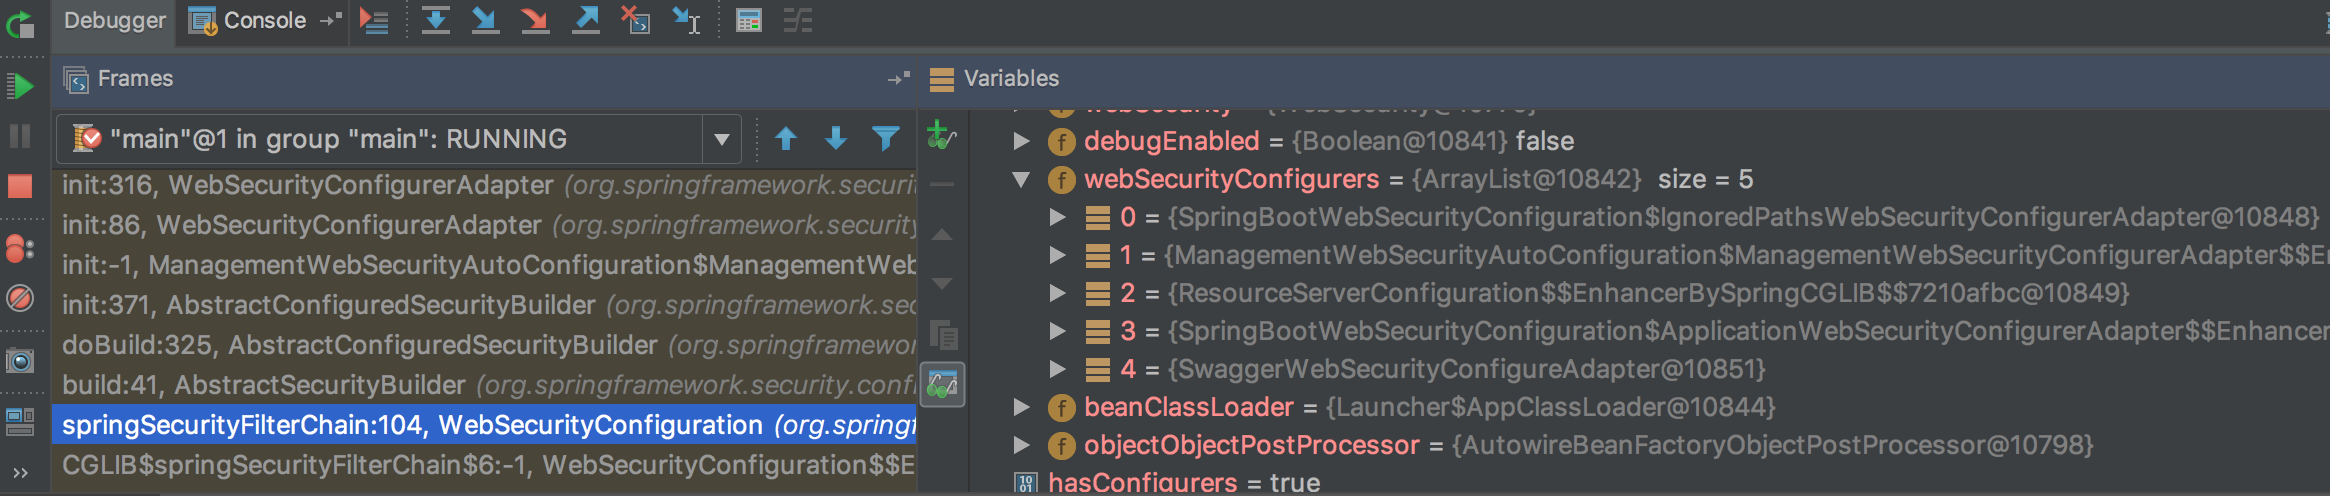 Debugger
Console
Frames
Variables
"main"@1 in group "main": RUNNING
init:316, WebSecurityConfigurerAdapter (org.springframework.securit
init:86, WebSecurityConfigurerAdapter (org.springframework.security
init:-1, ManagementWebSecurityAutoConfiguration$ManagementWeb
init:371, AbstractConfiguredSecurityBuilder (org.springframework.sec
doBuild:325, AbstractConfiguredSecurityBuilder (org.springframewor
build:41, AbstractSecurityBuilder (org.springframework.security.conf
springSecurityFilterChain:104, WebSecurityConfiguration (org.springf
CGLIB$springSecurityFilterChain$6:-1, WebSecurityConfiguration$$E
debugEnabled = {Boolean@10841} false
webSecurityConfigurers = {ArrayList@10842} size = 5
0 = {SpringBootWebSecurityConfiguration$IgnoredPathsWebSecurityConfigurerAdapter@10848}
1 = {ManagementWebSecurityAutoConfiguration$ManagementWebSecurityConfigurerAdapter$$En
2 = {ResourceServerConfiguration$$EnhancerBySpringCGLIB$$7210afbc@10849}
3 = {SpringBootWebSecurityConfiguration$ApplicationWebSecurityConfigurerAdapter$$Enhancer
4 = {SwaggerWebSecurityConfigureAdapter@10851}
beanClassLoader = {Launcher$AppClassLoader@10844}
objectObjectPostProcessor = {AutowireBeanFactoryObjectPostProcessor@10798}
hasConfigurers = true